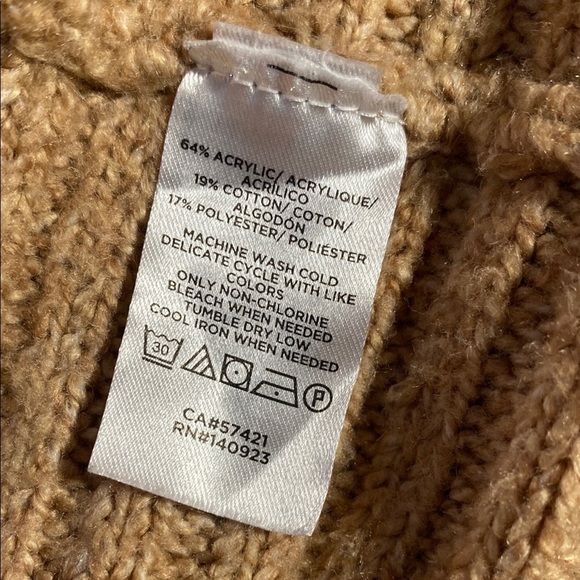 64% ACRYLIC/ ACRYLIQUE/
ACRILICO
19% COTTON/ COTON/
ALGODÓN
17% POLYESTER/ POLIÉSTER
MACHINE WASH COLD
DELICATE CYCLE WITH LIKE
COLORS
ONLY NON-CHLORINE
BLEACH WHEN NEEDED
TUMBLE DRY LOW
COOL IRON WHEN NEEDED
30 P
CA#57421
RN#140923